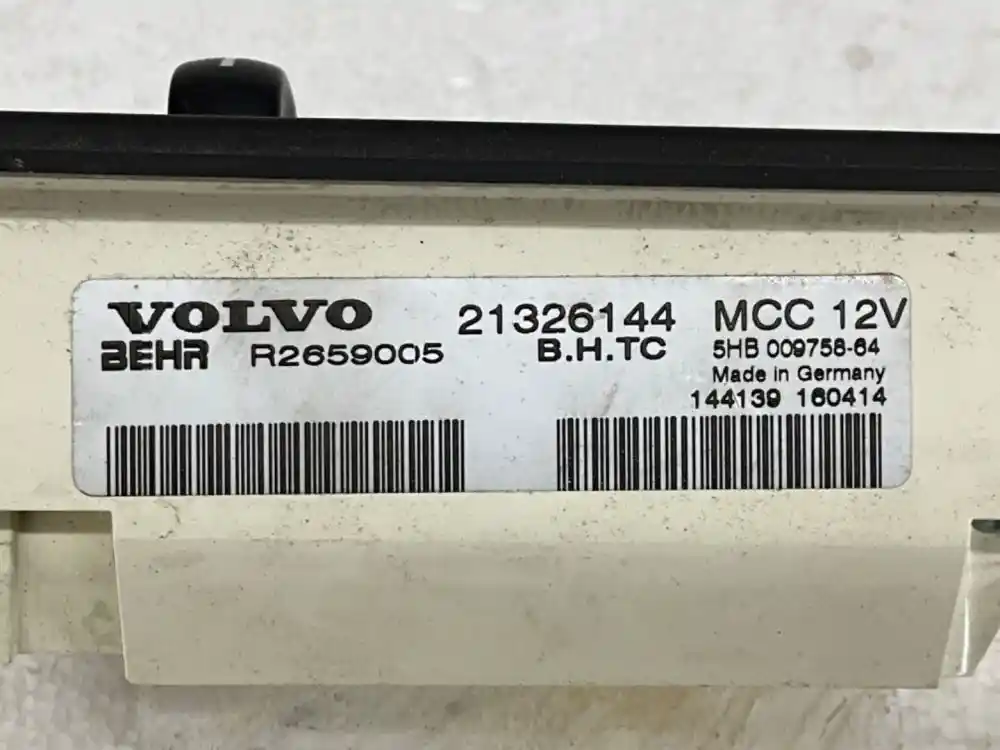 VOLVO 21326144 MCC 12V
BEHR R2659005 B.H.TC 5HB 009756-64
Made in Germany
144139 160414